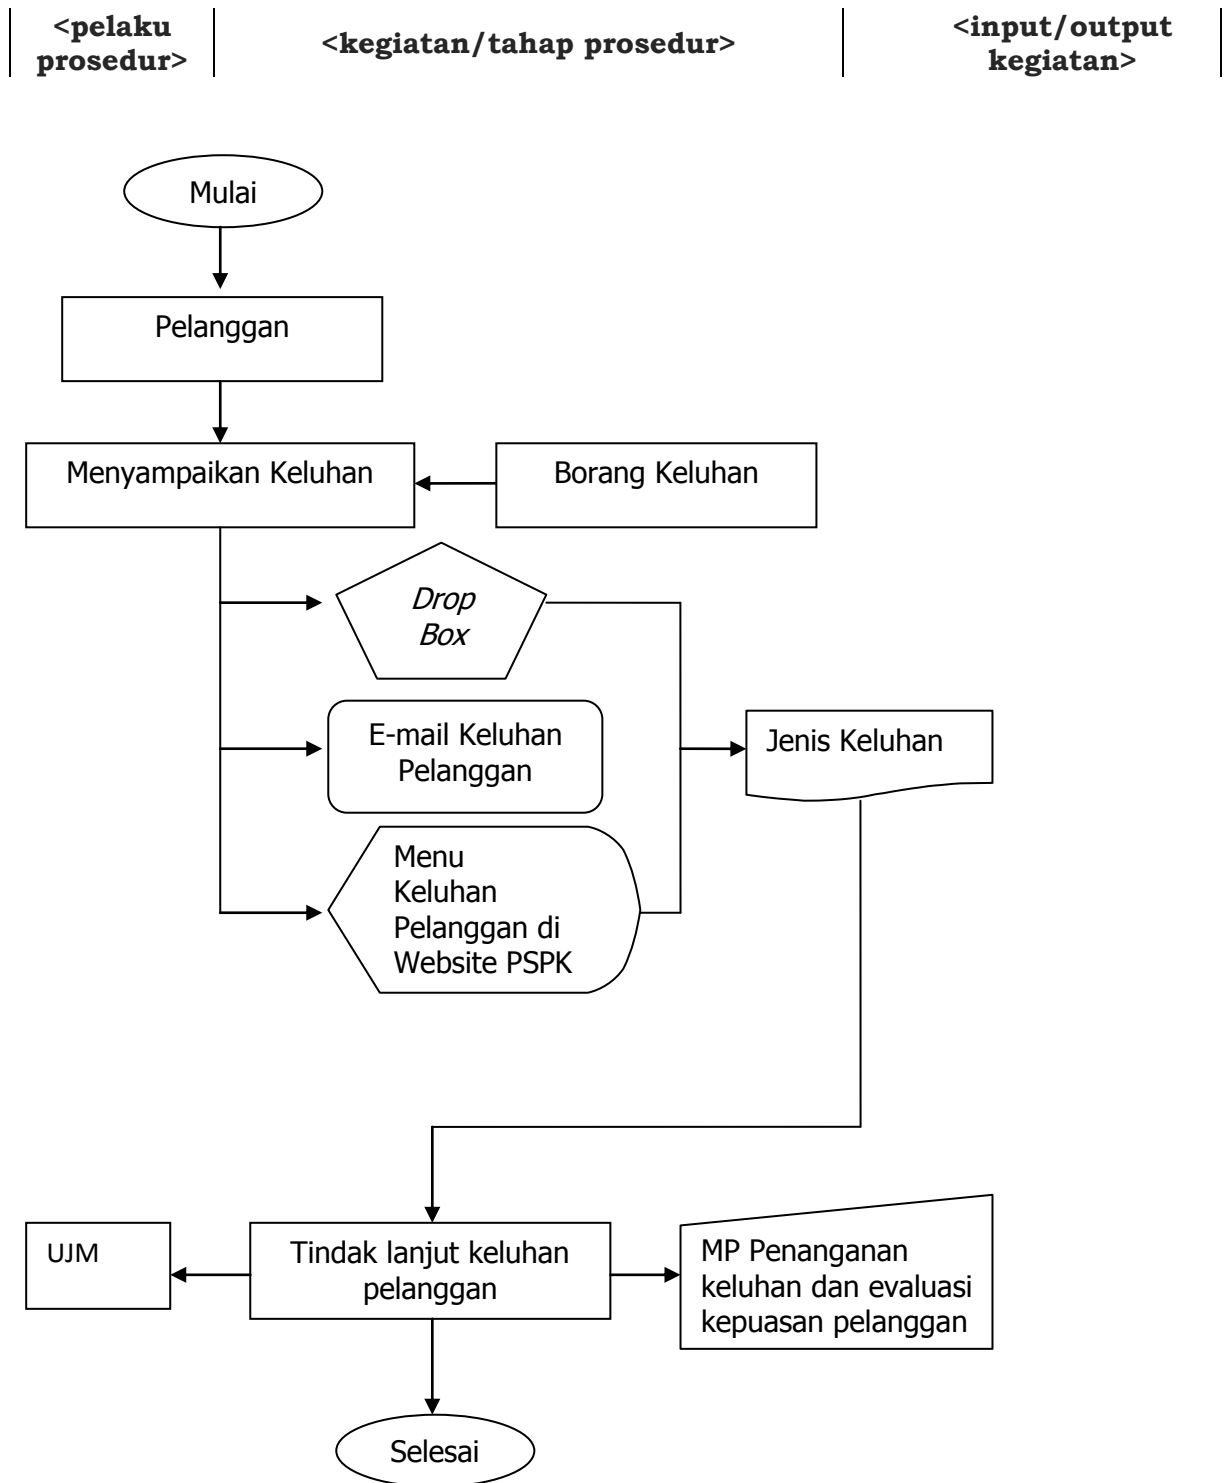 <pelaku
prosedur>
<kegiatan/tahap prosedur>
<input/output
kegiatan>
Mulai
Pelanggan
Menyampaikan Keluhan
Borang Keluhan
Drop
Box
E-mail Keluhan
Pelanggan
Jenis Keluhan
Menu
Keluhan
Pelanggan di
Website PSPK
UJM
Tindak lanjut keluhan
pelanggan
MP Penanganan
keluhan dan evaluasi
kepuasan pelanggan
Selesai